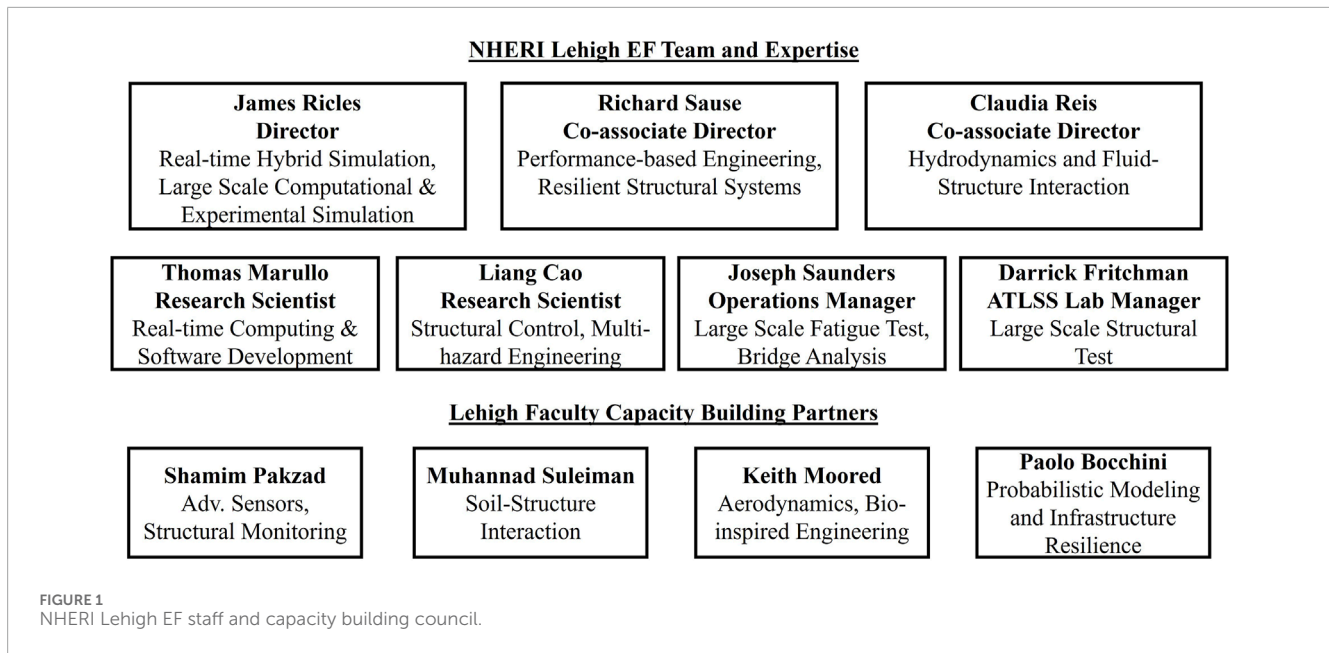 NHERI Lehigh EF Team and Expertise
James Ricles
Director
Real-time Hybrid Simulation,
Large Scale Computational &
Experimental Simulation
Richard Sause
Co-associate Director
Performance-based Engineering,
Resilient Structural Systems
Claudia Reis
Co-associate Director
Hydrodynamics and Fluid-
Structure Interaction
Thomas Marullo
Research Scientist
Real-time Computing &
Software Development
Liang Cao
Research Scientist
Structural Control, Multi-
hazard Engineering
Joseph Saunders
Operations Manager
Large Scale Fatigue Test,
Bridge Analysis
Darrick Fritchman
ATLSS Lab Manager
Large Scale Structural
Test
Lehigh Faculty Capacity Building Partners
Shamim Pakzad
Adv. Sensors,
Structural Monitoring
Muhannad Suleiman
Soil-Structure
Interaction
Keith Moored
Aerodynamics, Bio-
inspired Engineering
Paolo Bocchini
Probabilistic Modeling
and Infrastructure
Resilience
FIGURE 1
NHERI Lehigh EF staff and capacity building council.